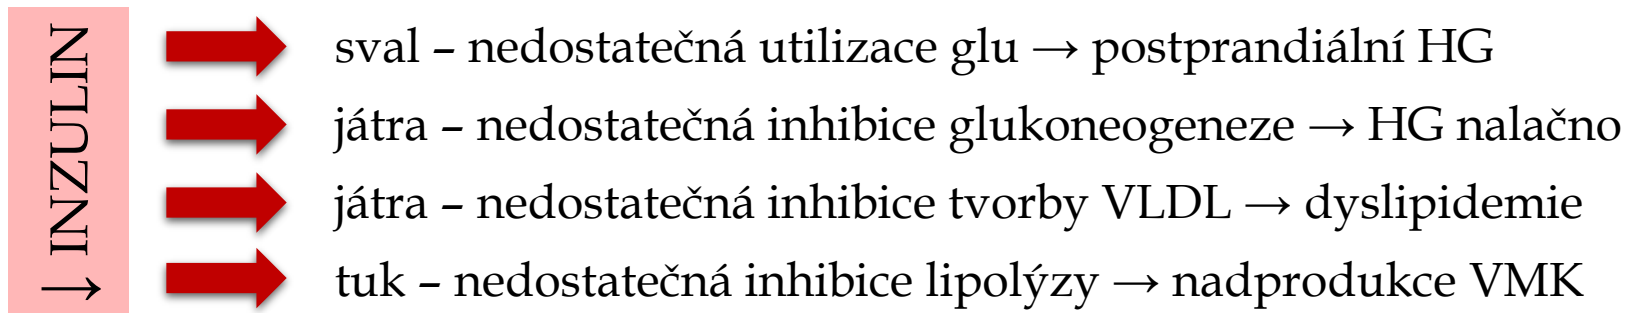 ↓ INZULIN
sval – nedostatečná utilizace glu → postprandiální HG
játra – nedostatečná inhibice glukoneogeneze → HG nalačno
játra – nedostatečná inhibice tvorby VLDL → dyslipidemie
tuk – nedostatečná inhibice lipolýzy → nadprodukce VMK